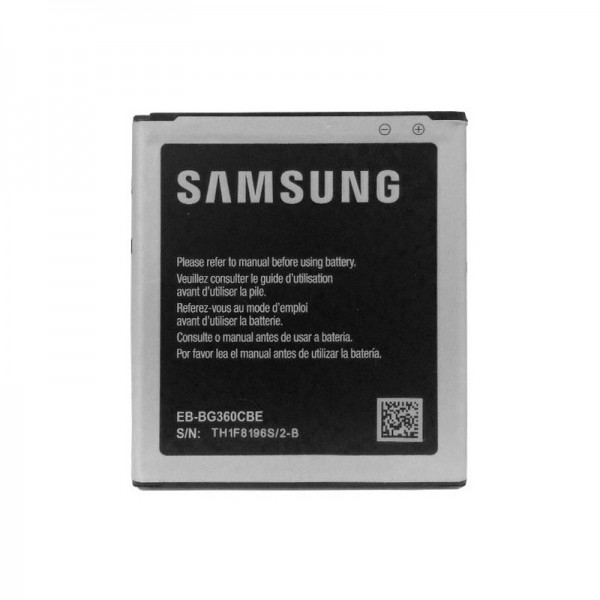 ⊖ ⊕
SAMSUNG
Please refer to manual before using battery.
Veuillez consulter le guide d'utilisation
avant d'utiliser la pile.
Referez-vous au mode d'emploi
avant d'utiliser la batterie.
Consulte o manual antes de usar a bateria.
Por favor lea el manual antes de utilizar la batería.
EB-BG360CBE
S/N: TH1F8196S/2-B